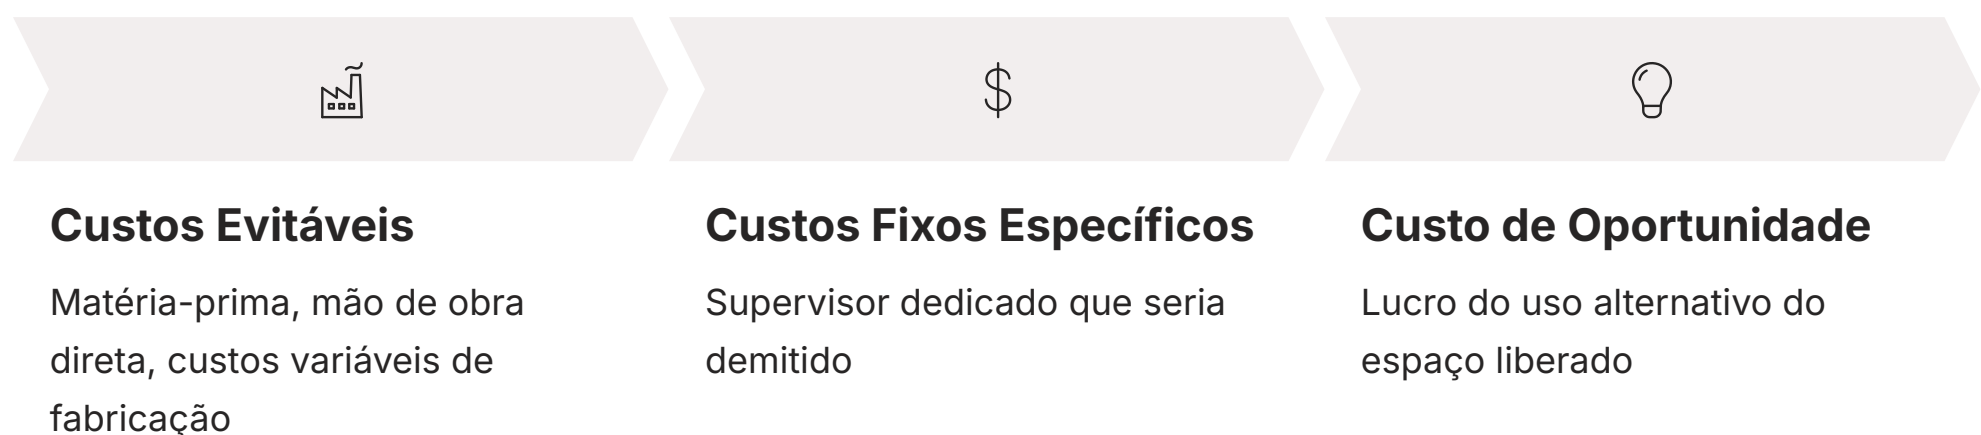 Custos Evitáveis
Matéria-prima, mão de obra
direta, custos variáveis de
fabricação
Custos Fixos Específicos
Supervisor dedicado que seria
demitido
Custo de Oportunidade
Lucro do uso alternativo do
espaço liberado